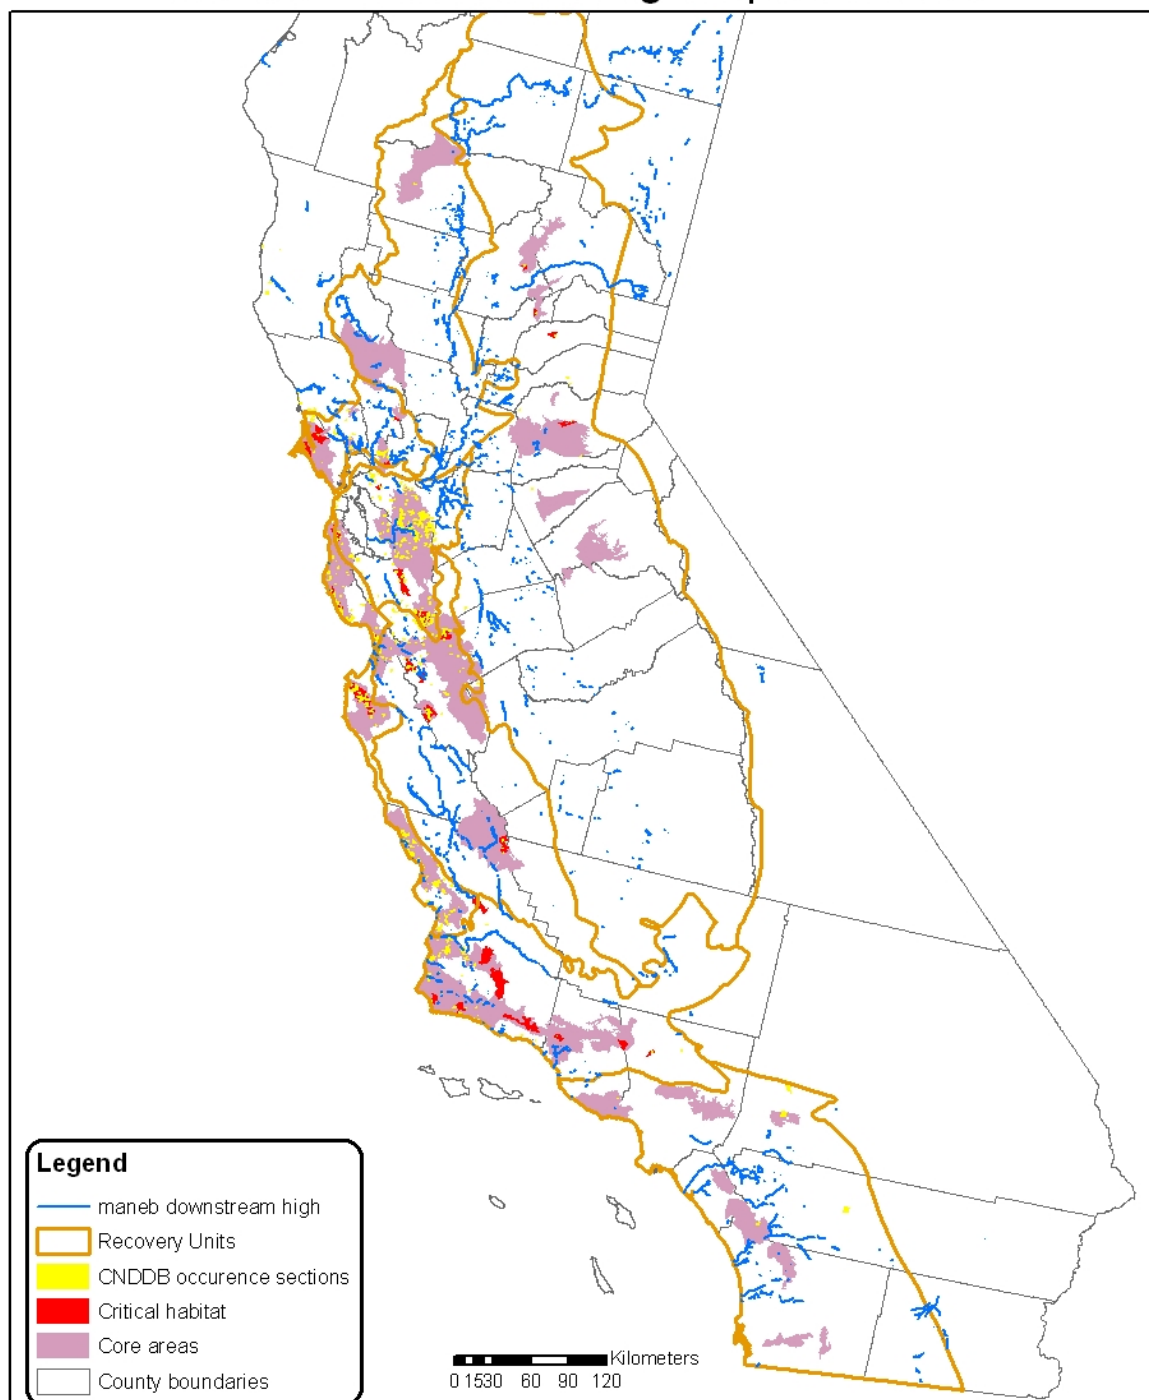 Legend
maneb downstream high
Recovery Units
CNDDB occurence sections
Critical habitat
Core areas
County boundaries
Kilometers
0 1530 60 90 120